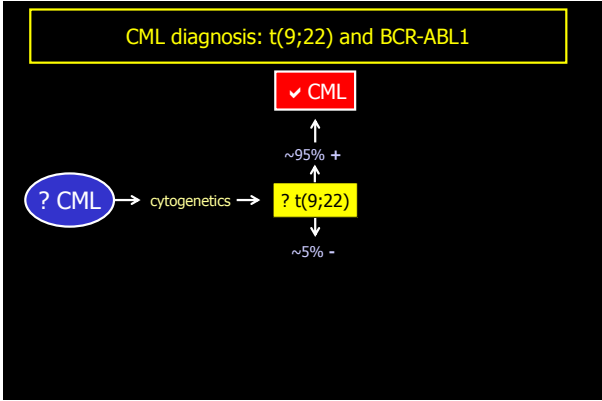 CML diagnosis: t(9;22) and BCR-ABL1
✔ CML
~95% +
? CML
cytogenetics
? t(9;22)
~5% -